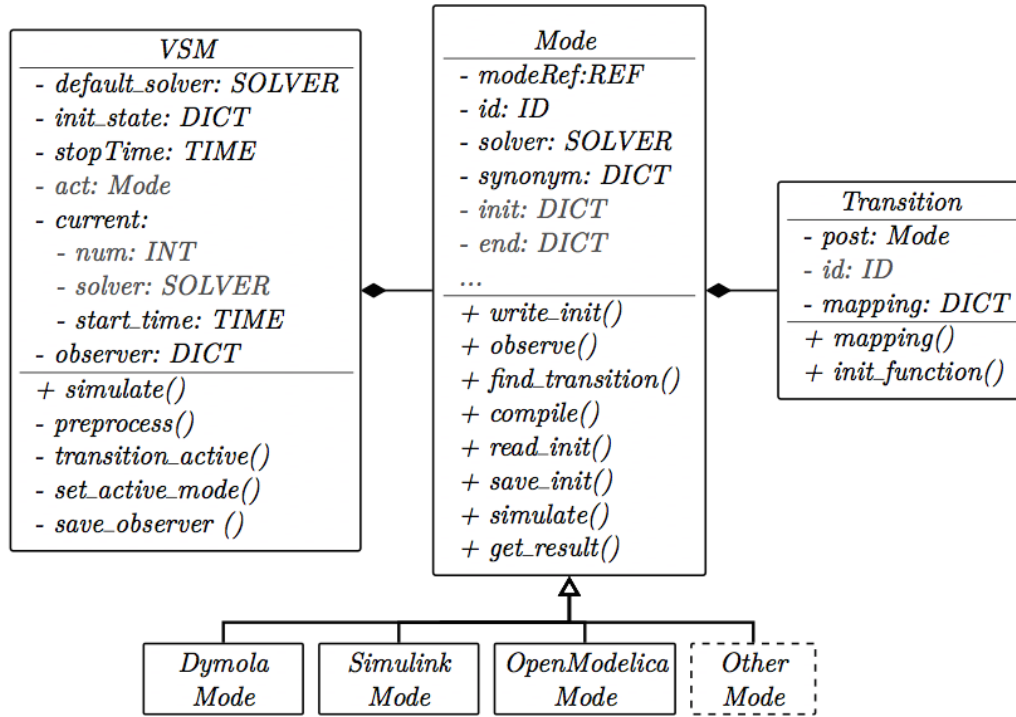 VSM
- default_solver: SOLVER
- init_state: DICT
- stopTime: TIME
- act: Mode
- current:
- num: INT
- solver: SOLVER
- start_time: TIME
- observer: DICT
+ simulate()
- preprocess()
- transition_active()
- set_active_mode()
- save_observer ()
Mode
- modeRef:REF
- id: ID
- solver: SOLVER
- synonym: DICT
- init: DICT
- end: DICT
...
+ write_init()
+ observe()
+ find_transition()
+ compile()
+ read_init()
+ save_init()
+ simulate()
+ get_result()
Transition
- post: Mode
- id: ID
- mapping: DICT
+ mapping()
+ init_function()
Dymola
Mode
Simulink
Mode
OpenModelica
Mode
Other
Mode